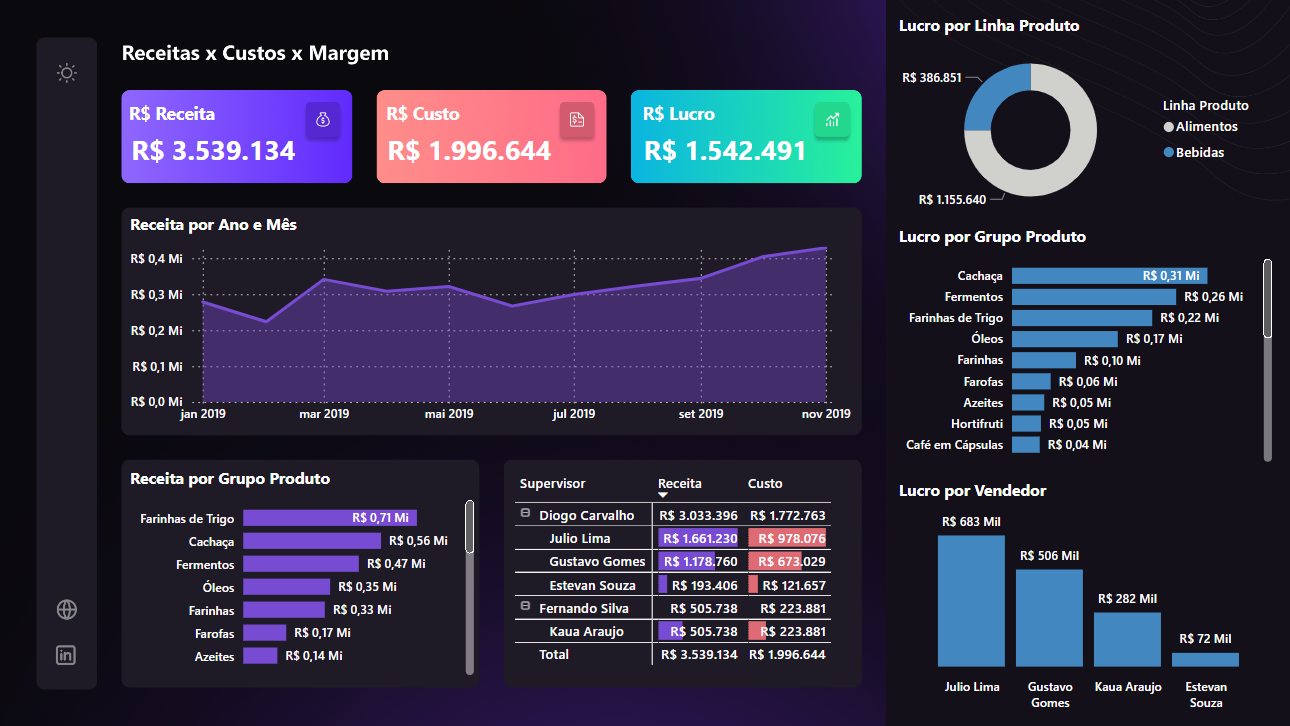 Receitas x Custos x Margem
R$ Receita
R$ 3.539.134
R$ Custo
R$ 1.996.644
R$ Lucro
R$ 1.542.491
Receita por Ano e Mês
R$ 0,4 Mi
R$ 0,3 Mi
R$ 0,2 Mi
R$ 0,1 Mi
R$ 0,0 Mi
jan 2019 mar 2019 mai 2019 jul 2019 set 2019 nov 2019
Receita por Grupo Produto
Farinhas de Trigo R$ 0,71 Mi
Cachaça R$ 0,56 Mi
Fermentos R$ 0,47 Mi
Óleos R$ 0,35 Mi
Farinhas R$ 0,33 Mi
Farofas R$ 0,17 Mi
Azeites R$ 0,14 Mi
Supervisor Receita Custo
Diogo Carvalho R$ 3.033.396 R$ 1.772.763
Julio Lima R$ 1.661.230 R$ 978.076
Gustavo Gomes R$ 1.178.760 R$ 673.029
Estevan Souza R$ 193.406 R$ 121.657
Fernando Silva R$ 505.738 R$ 223.881
Kaua Araujo R$ 505.738 R$ 223.881
Total R$ 3.539.134 R$ 1.996.644
in
Lucro por Linha Produto
R$ 386.851
R$ 1.155.640
Linha Produto
Alimentos
Bebidas
Lucro por Grupo Produto
Cachaça R$ 0,31 Mi
Fermentos R$ 0,26 Mi
Farinhas de Trigo R$ 0,22 Mi
Óleos R$ 0,17 Mi
Farinhas R$ 0,10 Mi
Farofas R$ 0,06 Mi
Azeites R$ 0,05 Mi
Hortifruti R$ 0,05 Mi
Café em Cápsulas R$ 0,04 Mi
Lucro por Vendedor
R$ 683 Mil
R$ 506 Mil
R$ 282 Mil
R$ 72 Mil
Julio Lima Gustavo Kaua Araujo Estevan
Gomes Souza